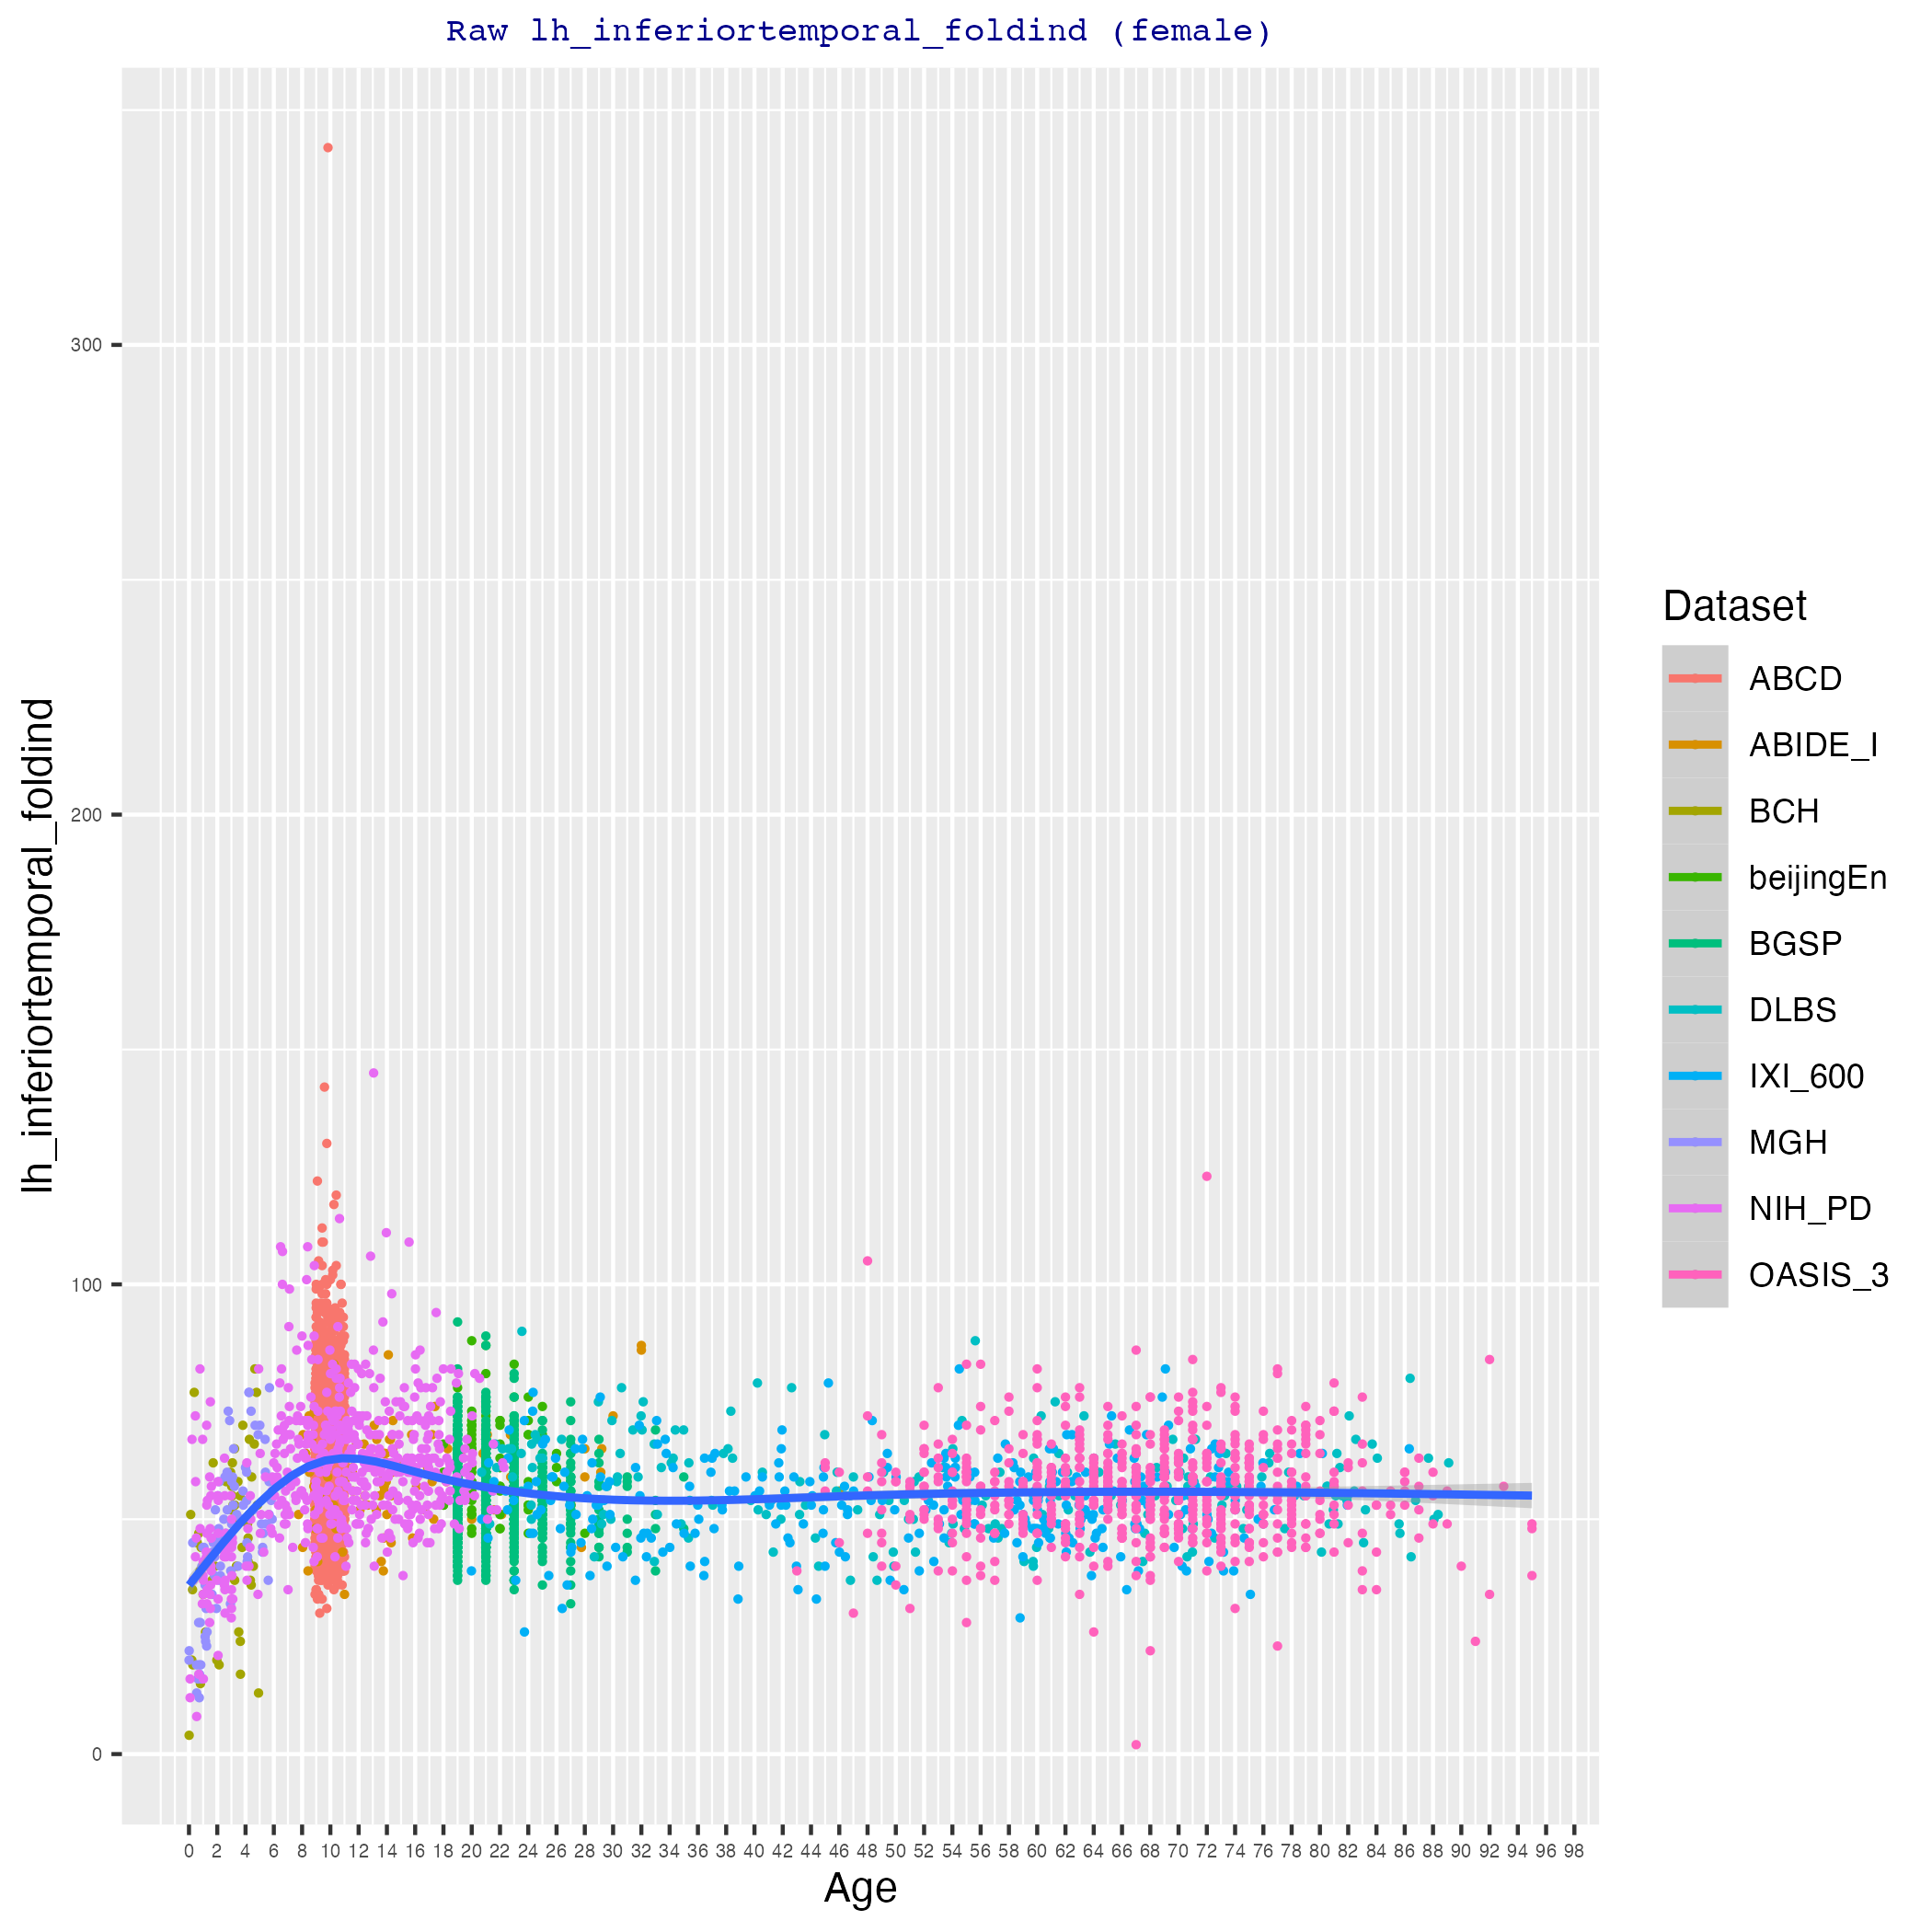 Raw lh_inferiortemporal_foldind (female)
lh_inferiortemporal_foldind
300
200
100
0
0 2 4 6 8 10 12 14 16 18 20 22 24 26 28 30 32 34 36 38 40 42 44 46 48 50 52 54 56 58 60 62 64 66 68 70 72 74 76 78 80 82 84 86 88 90 92 94 96 98
Age
Dataset
ABCD
ABIDE_I
BCH
beijingEn
BGSP
DLBS
IXI_600
MGH
NIH_PD
OASIS_3